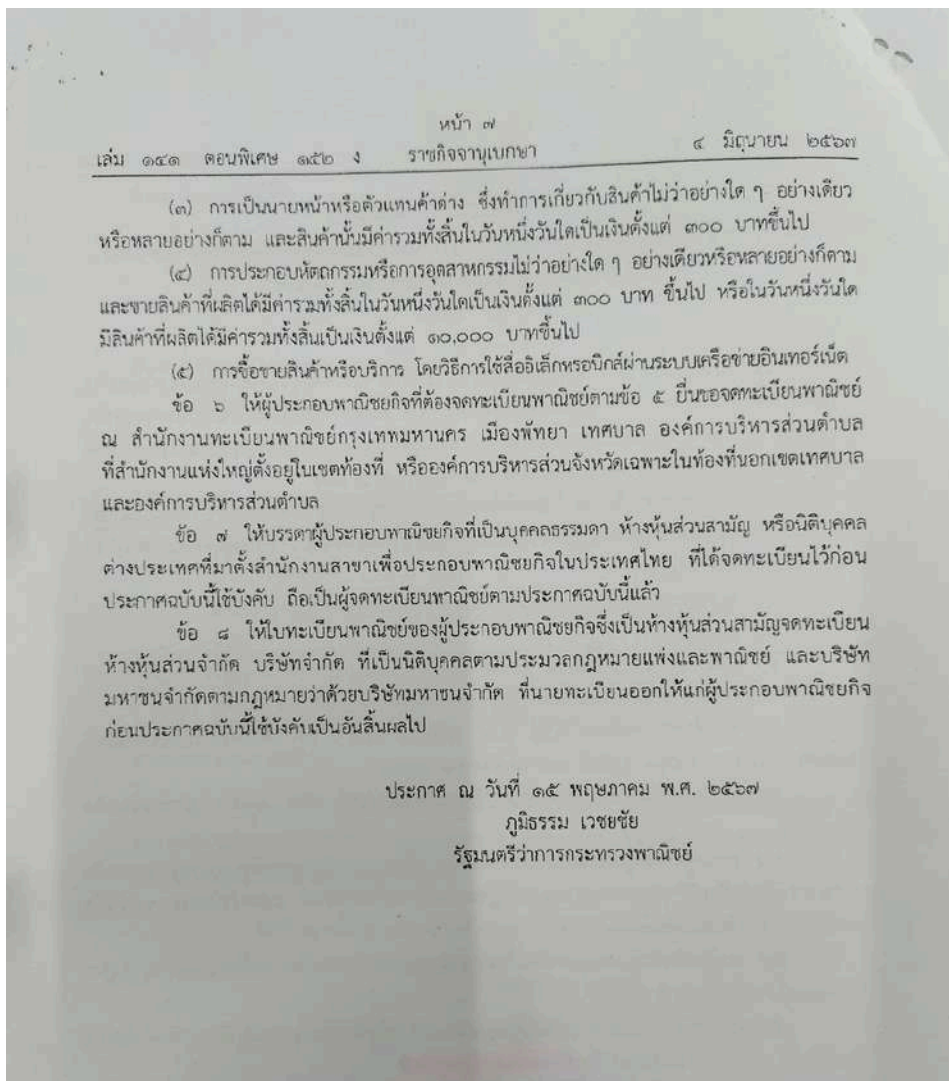 หน้า ๗
เล่ม ๑๔๑ ตอนพิเศษ ๑๕๒ ง ราชกิจจานุเบกษา ๔ มิถุนายน ๒๕๖๗
(๓) การเป็นนายหน้าหรือตัวแทนค้าต่าง ซึ่งทำการเกี่ยวกับสินค้าไม่ว่าอย่างใด ๆ อย่างเดียว
หรือหลายอย่างก็ตาม และสินค้านั้นมีค่ารวมทั้งสิ้นในวันหนึ่งวันใดเป็นเงินตั้งแต่ ๓๐๐ บาทขึ้นไป
(๔) การประกอบหัตถกรรมหรือการอุตสาหกรรมไม่ว่าอย่างใด ๆ อย่างเดียวหรือหลายอย่างก็ตาม
และขายสินค้าที่ผลิตได้มีค่ารวมทั้งสิ้นในวันหนึ่งวันใดเป็นเงินตั้งแต่ ๓๐๐ บาท ขึ้นไป หรือในวันหนึ่งวันใด
มีสินค้าที่ผลิตได้มีค่ารวมทั้งสิ้นเป็นเงินตั้งแต่ ๑๐,๐๐๐ บาทขึ้นไป
(๕) การซื้อขายสินค้าหรือบริการ โดยวิธีการใช้สื่ออิเล็กทรอนิกส์ผ่านระบบเครือข่ายอินเทอร์เน็ต
ข้อ ๖ ให้ผู้ประกอบพาณิชยกิจที่ต้องจดทะเบียนพาณิชย์ตามข้อ ๕ ยื่นขอจดทะเบียนพาณิชย์
ณ สำนักงานทะเบียนพาณิชย์กรุงเทพมหานคร เมืองพัทยา เทศบาล องค์การบริหารส่วนตำบล
ที่สำนักงานแห่งใหญ่ตั้งอยู่ในเขตท้องที่ หรือองค์การบริหารส่วนจังหวัดเฉพาะในท้องที่นอกเขตเทศบาล
และองค์การบริหารส่วนตำบล
ข้อ ๗ ให้บรรดาผู้ประกอบพาณิชยกิจที่เป็นบุคคลธรรมดา ห้างหุ้นส่วนสามัญ หรือนิติบุคคล
ต่างประเทศที่มาตั้งสำนักงานสาขาเพื่อประกอบพาณิชยกิจในประเทศไทย ที่ได้จดทะเบียนไว้ก่อน
ประกาศฉบับนี้ใช้บังคับ ถือเป็นผู้จดทะเบียนพาณิชย์ตามประกาศฉบับนี้แล้ว
ข้อ ๘ ให้ใบทะเบียนพาณิชย์ของผู้ประกอบพาณิชยกิจซึ่งเป็นห้างหุ้นส่วนสามัญจดทะเบียน
ห้างหุ้นส่วนจำกัด บริษัทจำกัด ที่เป็นนิติบุคคลตามประมวลกฎหมายแพ่งและพาณิชย์ และบริษัท
มหาชนจำกัดตามกฎหมายว่าด้วยบริษัทมหาชนจำกัด ที่นายทะเบียนออกให้แก่ผู้ประกอบพาณิชยกิจ
ก่อนประกาศฉบับนี้ใช้บังคับเป็นอันสิ้นผลไป
ประกาศ ณ วันที่ ๑๕ พฤษภาคม พ.ศ. ๒๕๖๗
ภูมิธรรม เวชยชัย
รัฐมนตรีว่าการกระทรวงพาณิชย์